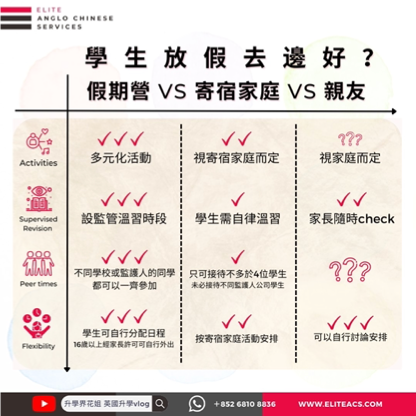 ELITE
ANGLO CHINESE
SERVICES
學生放假去邊好？
假期營 VS 寄宿家庭 VS 親友
Activities
多元化活動
視寄宿家庭而定
???
視家庭而定
Supervised
Revision
設監管溫習時段
學生需自律溫習
家長隨時check
Peer times
不同學校或監護人的同學
都可以一齊參加
只可接待不多於4位學生
未必接待不同監護人公司學生
???
Flexibility
學生可自行分配日程
16歲以上經家長許可可自行外出
按寄宿家庭活動安排
可以自行討論安排
升學界花姐 英國升學vlog
+852 6810 8836
WWW.ELITEACS.COM